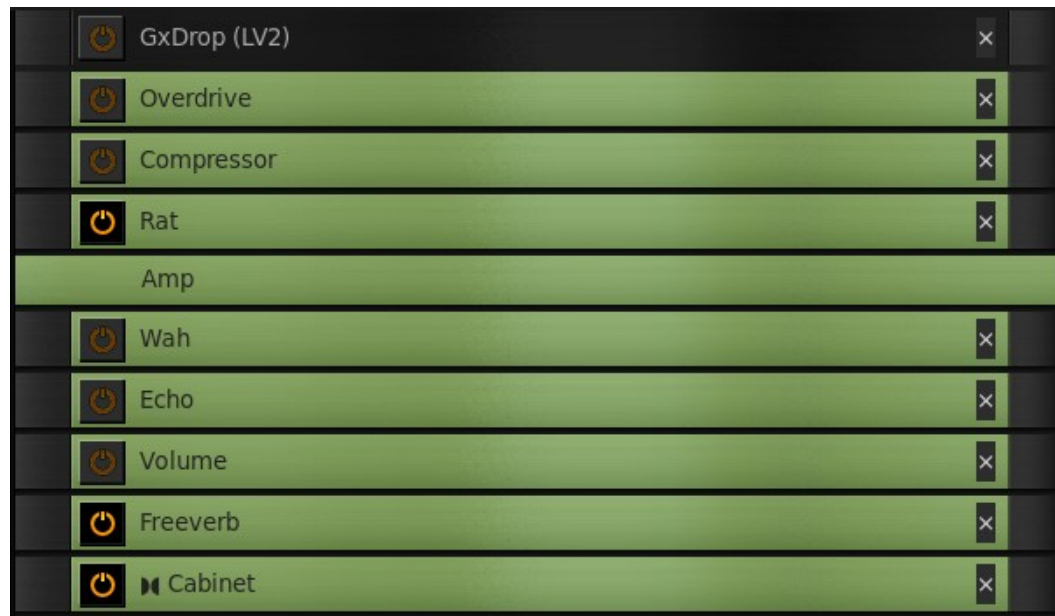 GxDrop (LV2)
Overdrive
Compressor
Rat
Amp
Wah
Echo
Volume
Freeverb
Cabinet